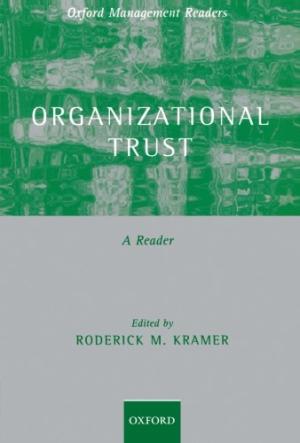 Oxford Management Readers
ORGANIZATIONAL
TRUST
A Reader
Edited by
RODERICK M. KRAMER
OXFORD